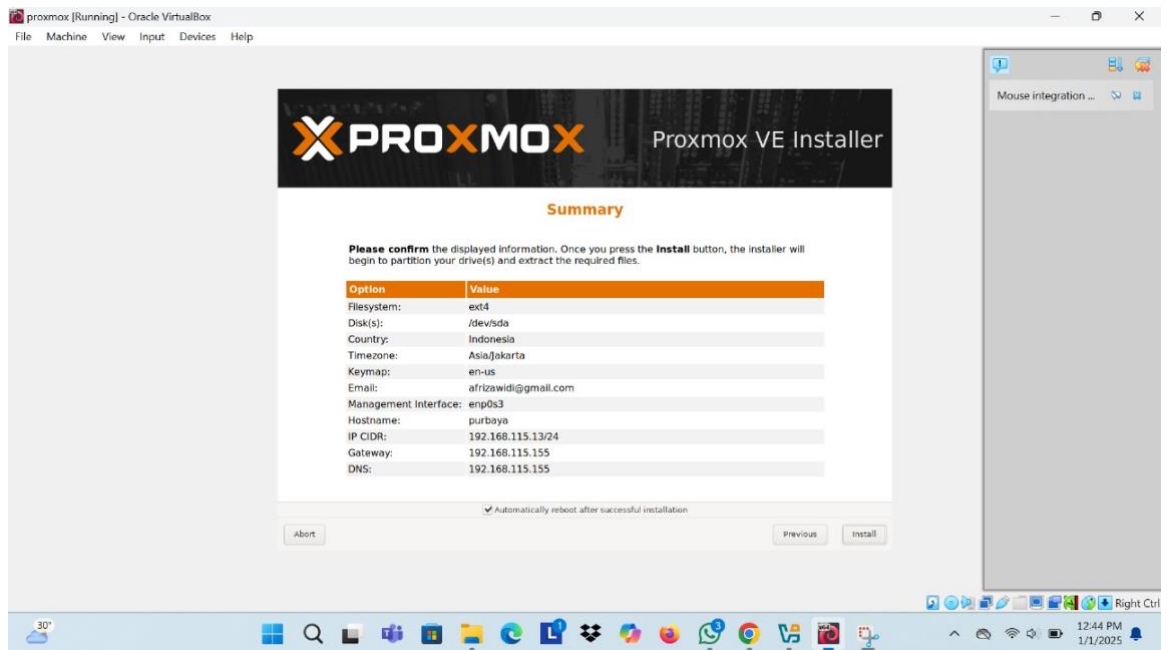 proxmox [Running] - Oracle VirtualBox
File Machine View Input Devices Help
Mouse integration ...
PROXMOX Proxmox VE Installer
Summary
Please confirm the displayed information. Once you press the Install button, the installer will
begin to partition your drive(s) and extract the required files.
Option Value
Filesystem: ext4
Disk(s): /dev/sda
Country: Indonesia
Timezone: Asia/Jakarta
Keymap: en-us
Email: afrizawidi@gmail.com
Management Interface: enp0s3
Hostname: purbaya
IP CIDR: 192.168.115.13/24
Gateway: 192.168.115.155
DNS: 192.168.115.155
Automatically reboot after successful installation
Abort Previous Install
Right Ctrl
30°
3
12:44 PM
1/1/2025